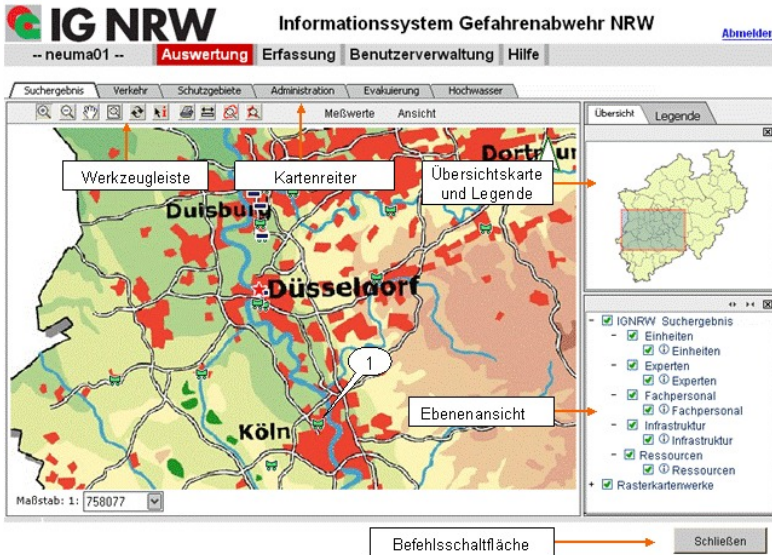 IG NRW
Informationssystem Gefahrenabwehr NRW
Abmelden
-- neuma01 --
Auswertung
Erfassung
Benutzerverwaltung
Hilfe
Suchergebnis
Verkehr
Schutzgebiete
Administration
Evakuierung
Hochwasser
Meßwerte
Ansicht
Übersicht
Legende
Werkzeugleiste
Kartenreiter
Übersichtskarte
und Legende
Duisburg
Düsseldorf
1
Köln
Ebenenansicht
IGNRW Suchergebnis
Einheiten
Einheiten
Experten
Experten
Fachpersonal
Fachpersonal
Infrastruktur
Infrastruktur
Ressourcen
Ressourcen
Rasterkartenwerke
Maßstab: 1: 758077
Befehlsschaltfläche
Schließen